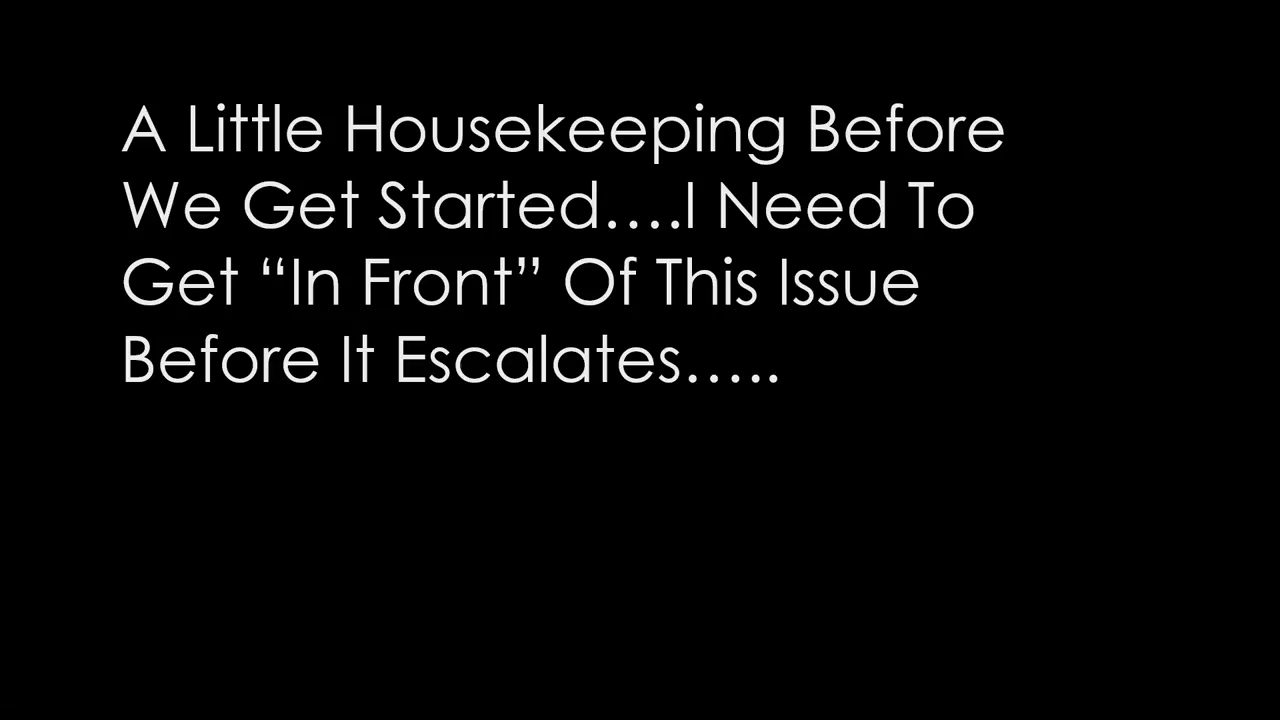 A Little Housekeeping Before
We Get Started….I Need To
Get “In Front” Of This Issue
Before It Escalates…..